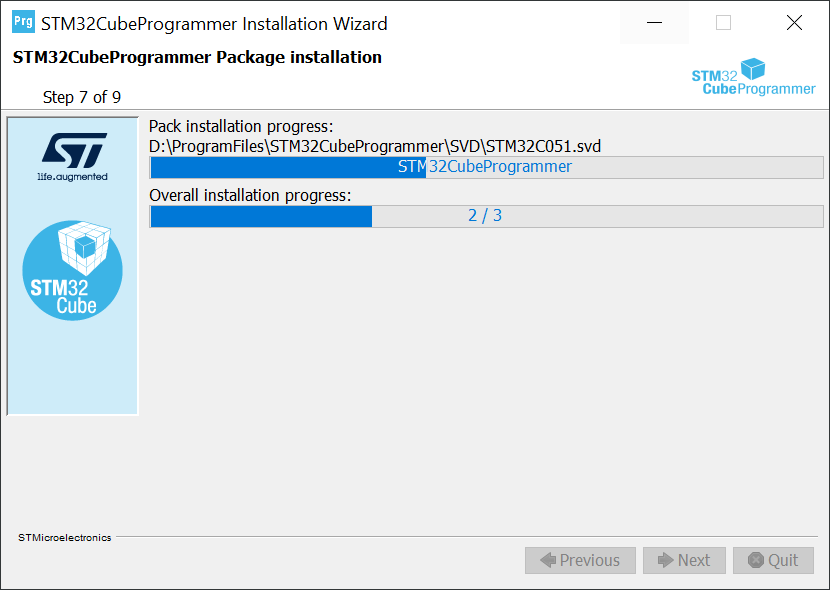 Prg STM32CubeProgrammer Installation Wizard
STM32CubeProgrammer Package installation
Step 7 of 9
STM32
CubeProgrammer
ST
life.augmented
STM32
Cube
Pack installation progress:
D:\ProgramFiles\STM32CubeProgrammer\SVD\STM32C051.svd
STM32CubeProgrammer
Overall installation progress:
2 / 3
STMicroelectronics
Previous Next Quit